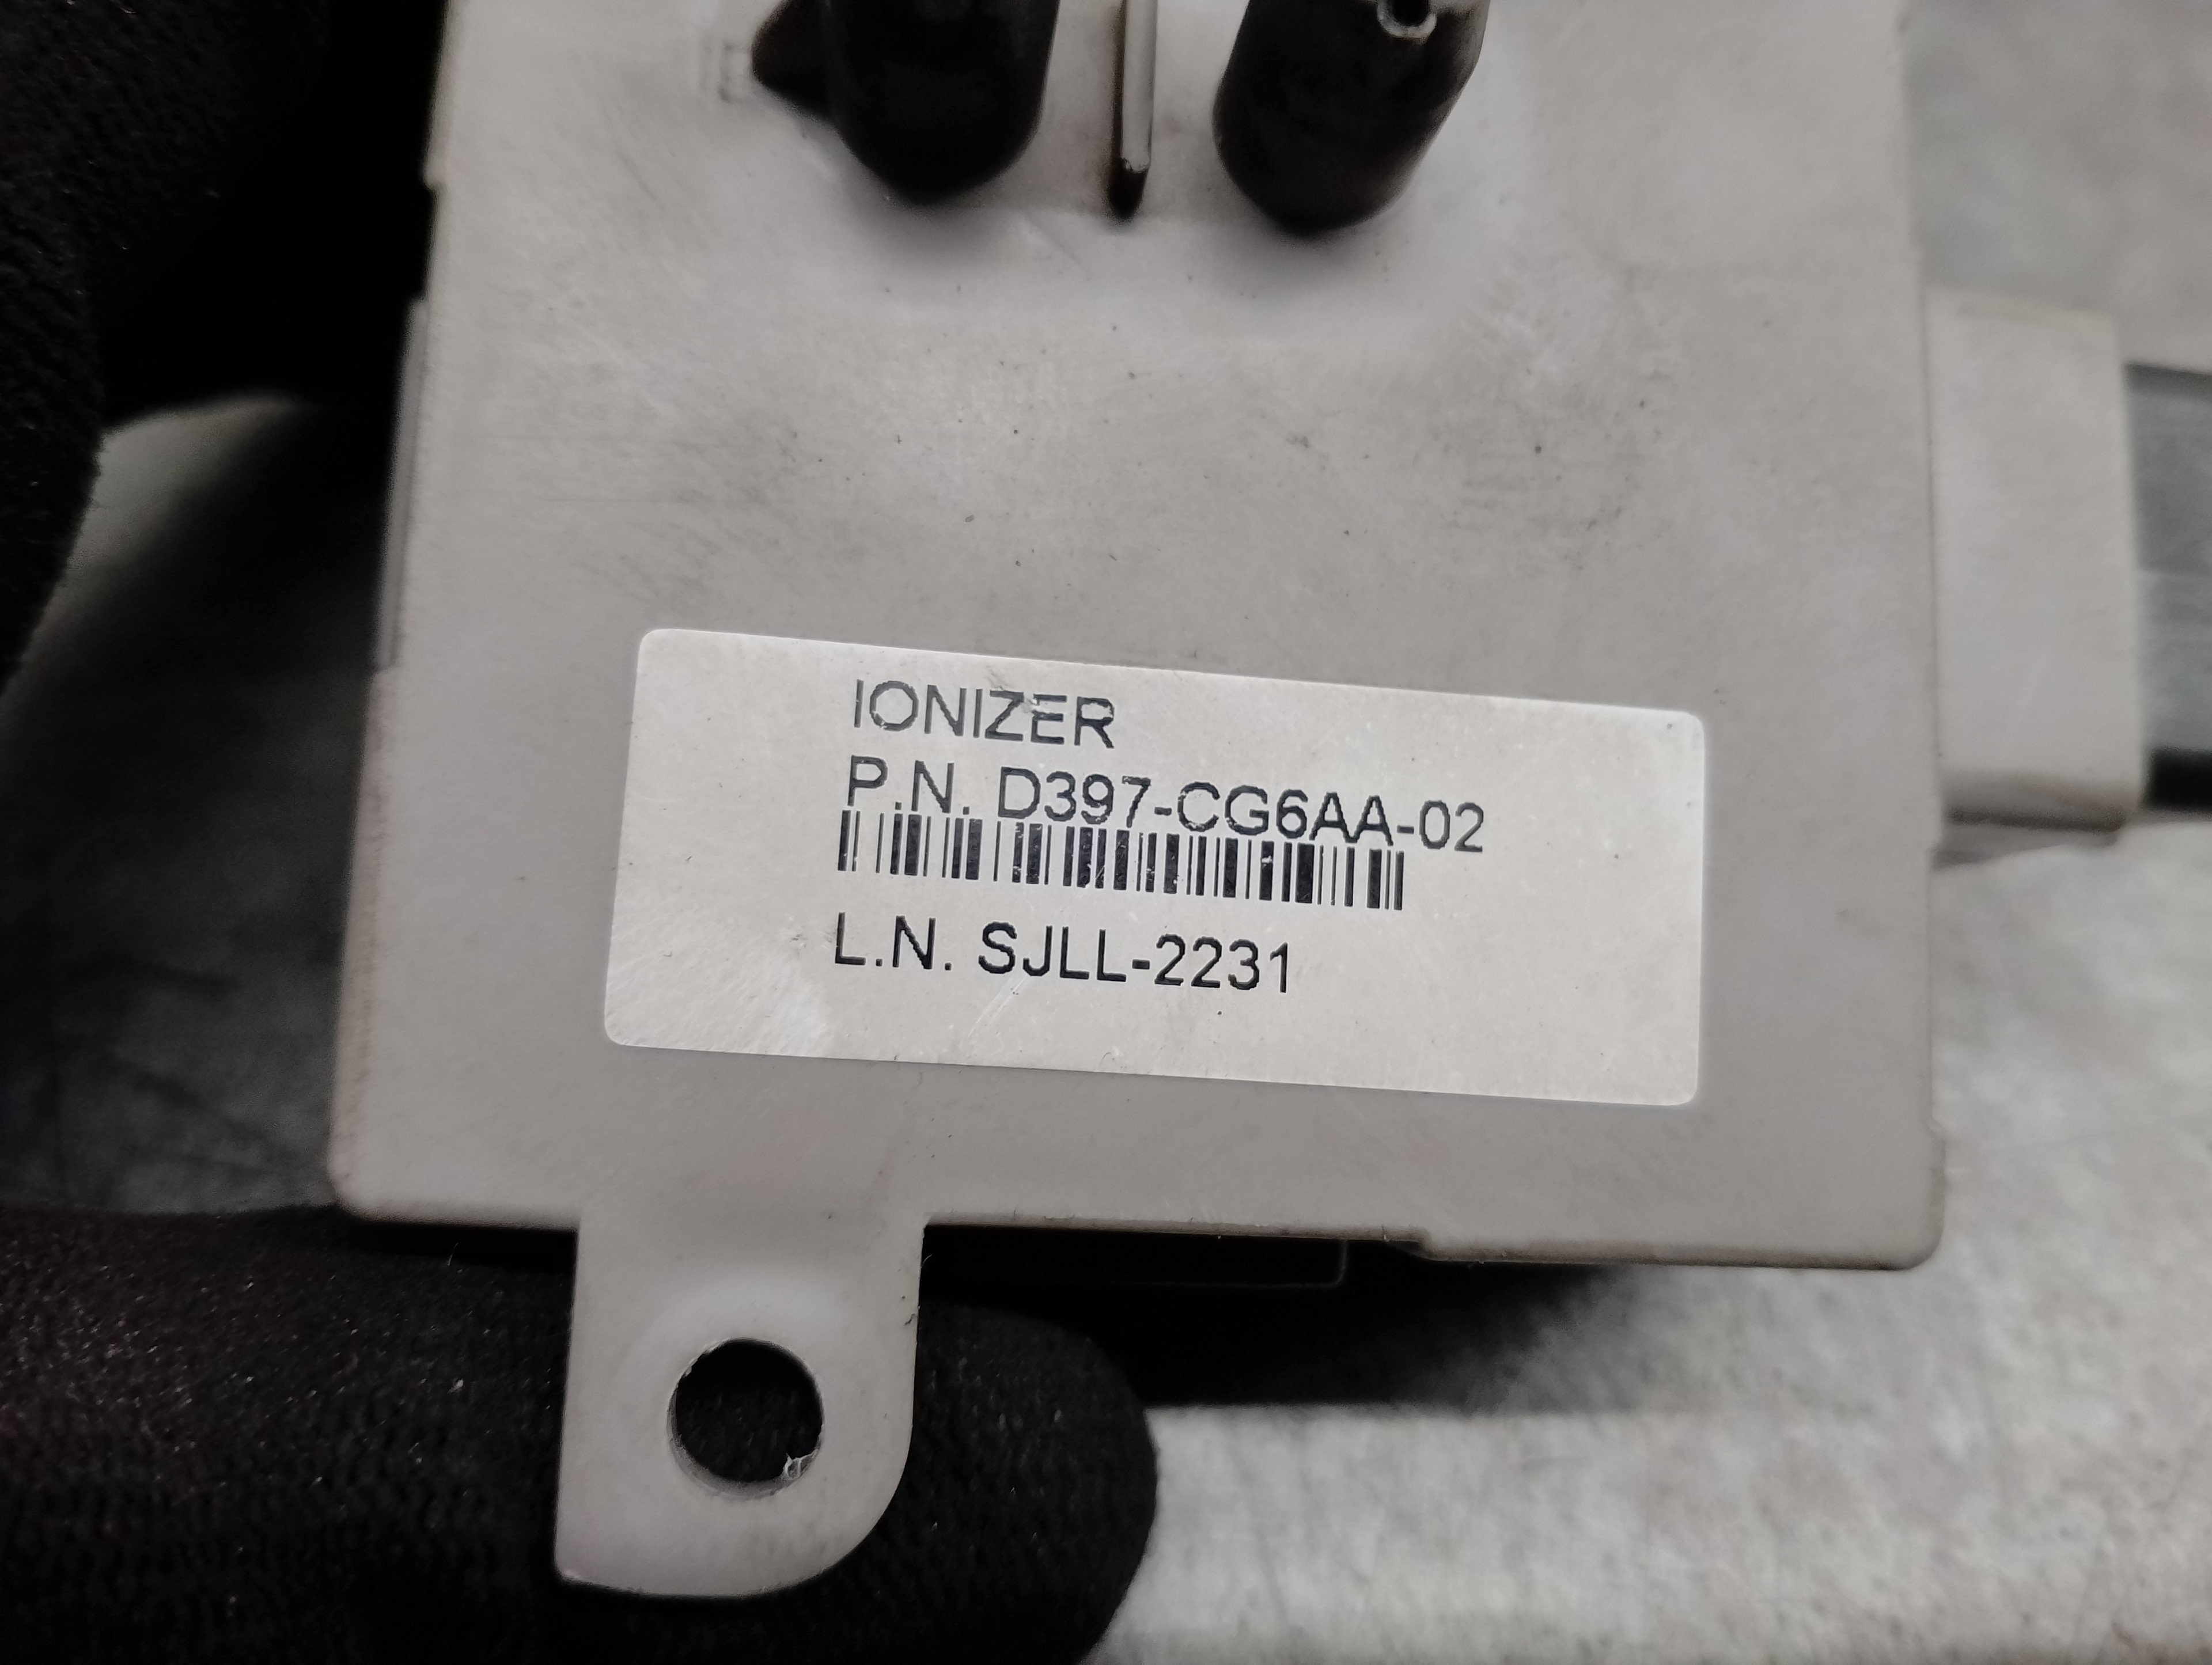 IONIZER
P.N. D397-CG6AA-02
L.N. SJLL-2231